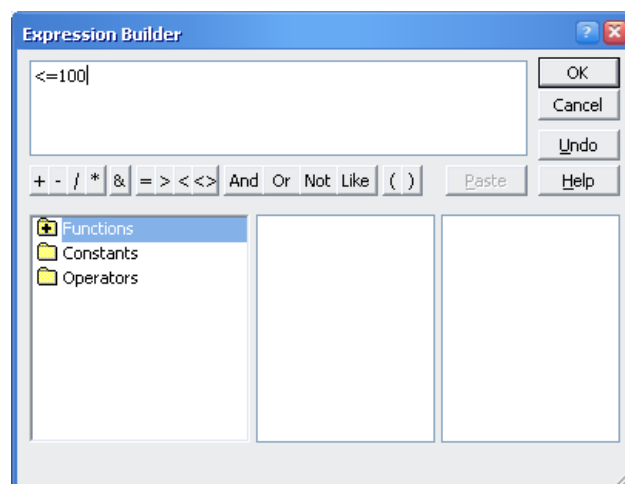 Expression Builder
<=100
OK
Cancel
Undo
+ - / * & = > < <> And Or Not Like ( ) Paste Help
Functions
Constants
Operators